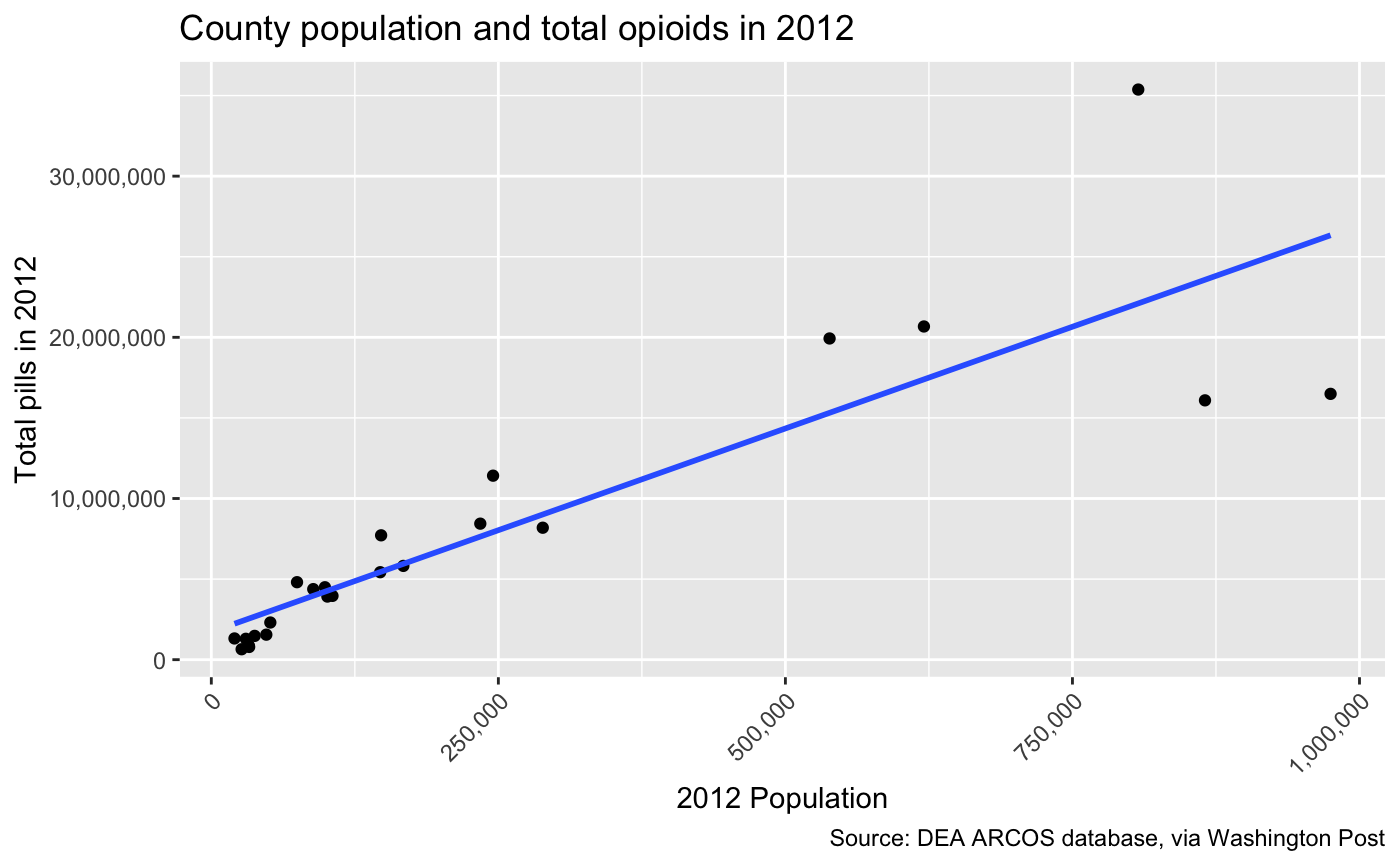 County population and total opioids in 2012
Total pills in 2012
30,000,000
20,000,000
10,000,000
0
0
250,000
500,000
750,000
1,000,000
2012 Population
Source: DEA ARCOS database, via Washington Post